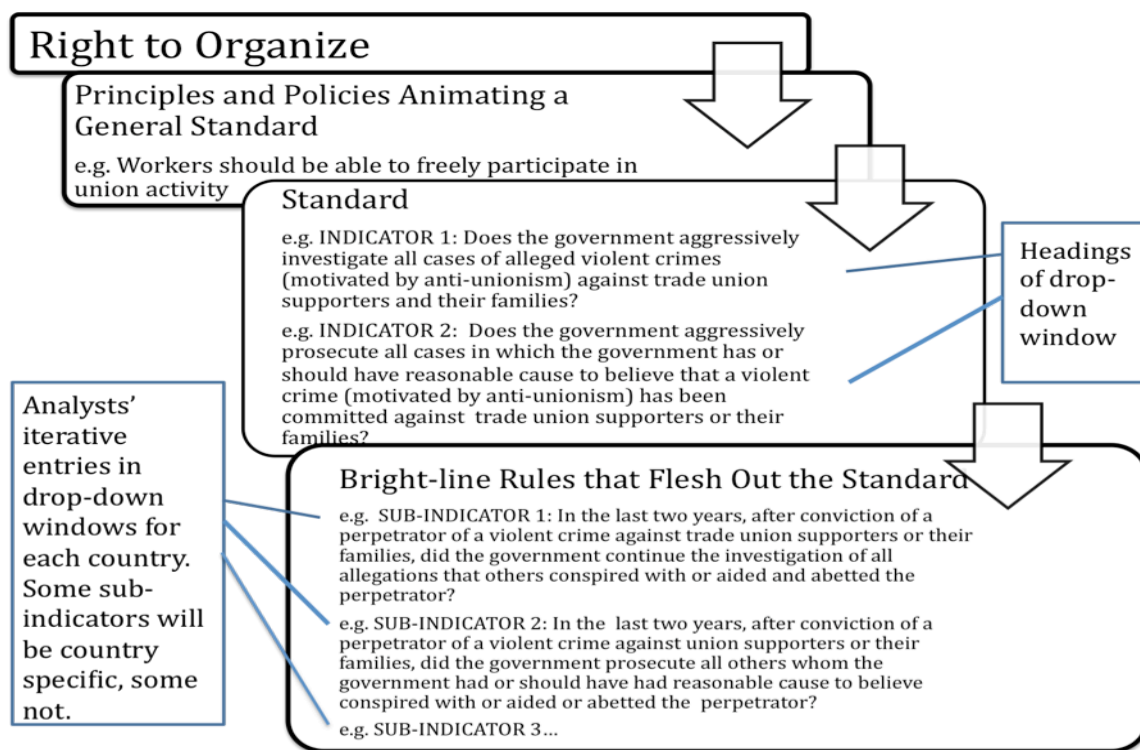 Right to Organize
Principles and Policies Animating a
General Standard
e.g. Workers should be able to freely participate in
union activity
Standard
e.g. INDICATOR 1: Does the government aggressively
investigate all cases of alleged violent crimes
(motivated by anti-unionism) against trade union
supporters and their families?
e.g. INDICATOR 2:  Does the government aggressively
prosecute all cases in which the government has or
should have reasonable cause to believe that a violent
crime (motivated by anti-unionism) has been
committed against  trade union supporters or their
families?
Headings
of drop-
down
window
Analysts’
iterative
entries in
drop-down
windows for
each country.
Some sub-
indicators will
be country
specific, some
not.
Bright-line Rules that Flesh Out the Standard
e.g.  SUB-INDICATOR 1: In the last two years, after conviction of a
perpetrator of a violent crime against trade union supporters or their
families, did the government continue the investigation of all
allegations that others conspired with or aided and abetted the
perpetrator?
e.g. SUB-INDICATOR 2: In the  last two years, after conviction of a
perpetrator of a violent crime against union supporters or their
families, did the government prosecute all others whom the
government had or should have had reasonable cause to believe
conspired with or aided or abetted the  perpetrator?
e.g. SUB-INDICATOR 3…